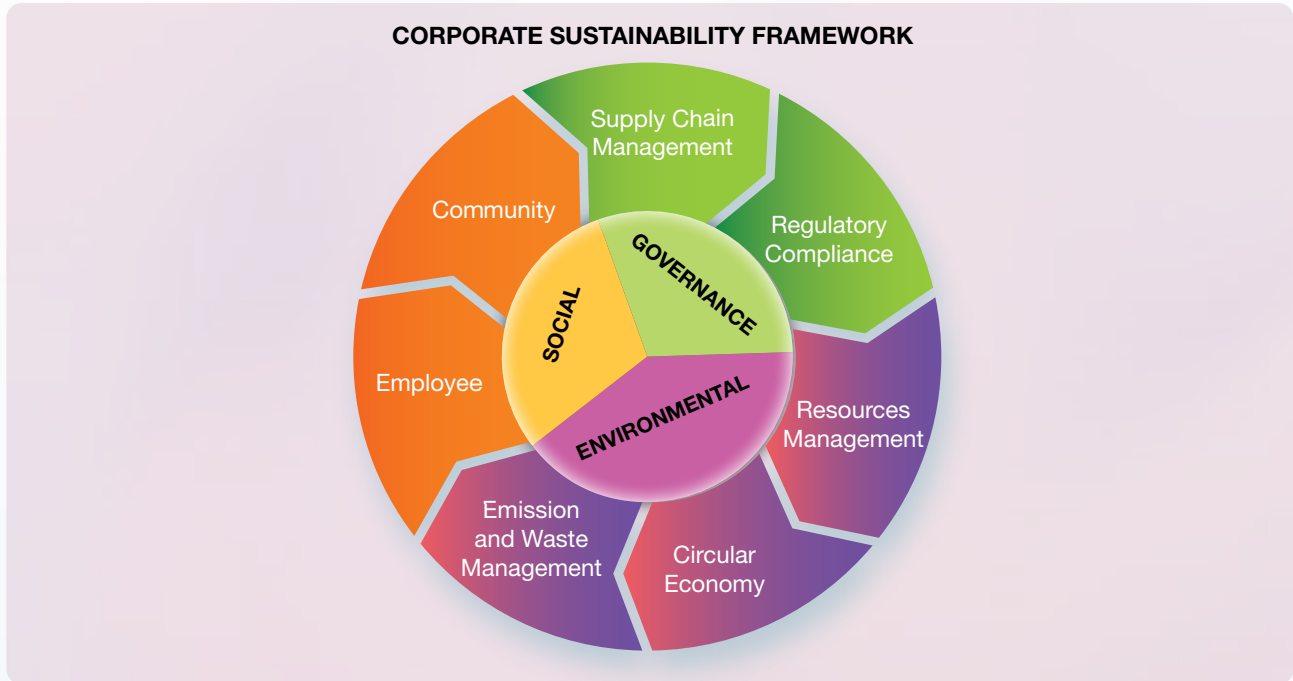 CORPORATE SUSTAINABILITY FRAMEWORK
Supply Chain
Management
Regulatory
Compliance
Resources
Management
Circular
Economy
Emission
and Waste
Management
Employee
Community
GOVERNANCE
ENVIRONMENTAL
SOCIAL